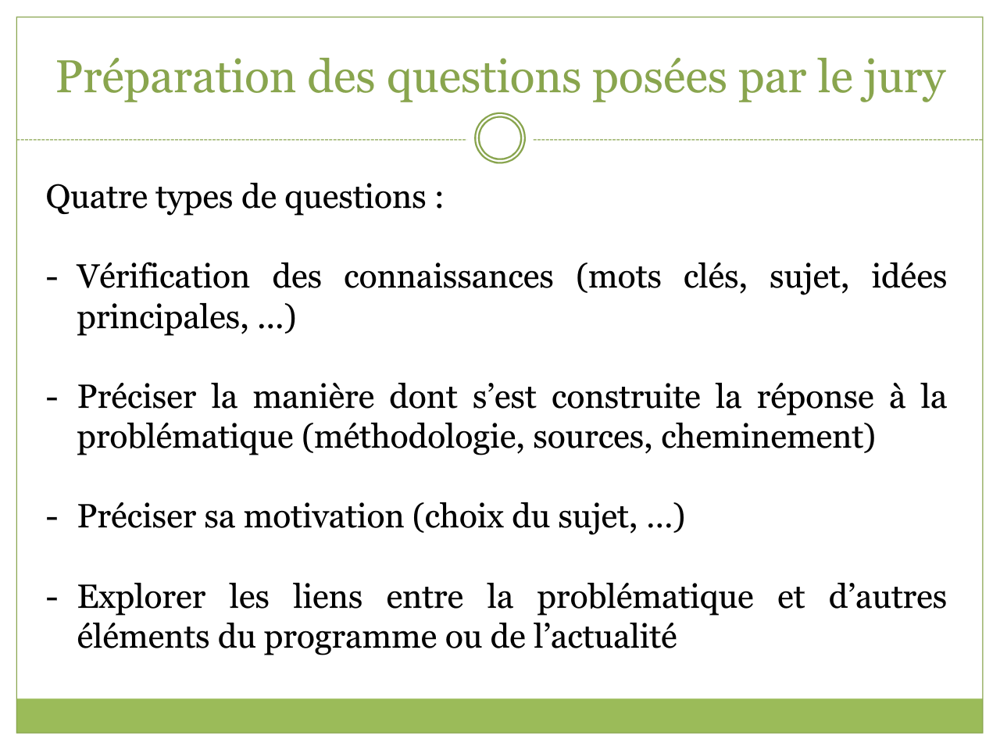 Préparation des questions posées par le jury
Quatre types de questions :
- Vérification des connaissances (mots clés, sujet, idées
principales, ...)
- Préciser la manière dont s’est construite la réponse à la
problématique (méthodologie, sources, cheminement)
- Préciser sa motivation (choix du sujet, ...)
- Explorer les liens entre la problématique et d’autres
éléments du programme ou de l’actualité